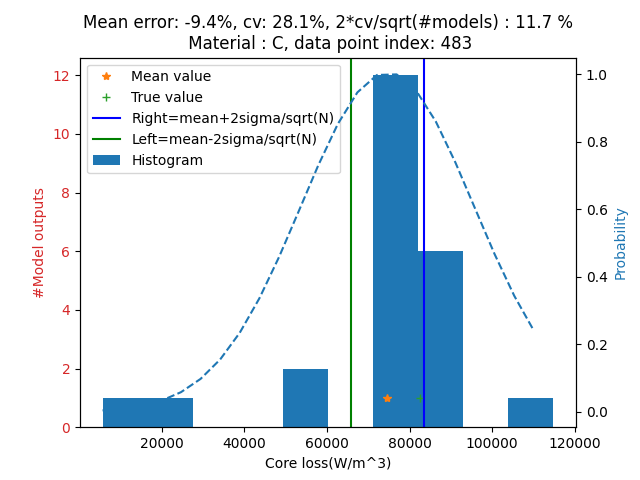 Mean error: -9.4%, cv: 28.1%, 2*cv/sqrt(#models) : 11.7 %
Material : C, data point index: 483
Mean value
True value
Right=mean+2sigma/sqrt(N)
Left=mean-2sigma/sqrt(N)
Histogram
#Model outputs
12
10
8
6
4
2
0
1.0
0.8
0.6
0.4
0.2
0.0
Probability
20000 40000 60000 80000 100000 120000
Core loss(W/m^3)